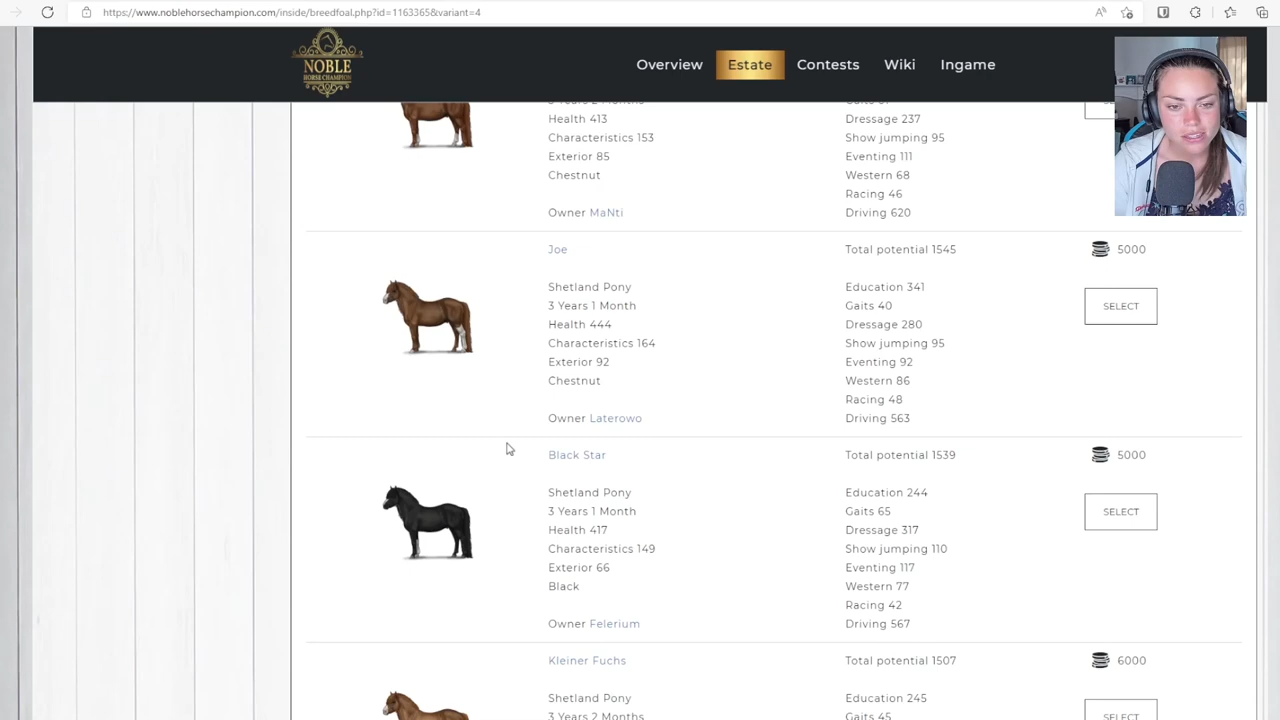 https://www.noblehorsechampion.com/inside/breedfoal.php?id=1163365&variant=4
NOBLE
HORSE CHAMPION
Overview
Estate
Contests
Wiki
Ingame
Health 413
Characteristics 153
Exterior 85
Chestnut
Owner MaNti
Dressage 237
Show jumping 95
Eventing 111
Western 68
Racing 46
Driving 620
Joe
Shetland Pony
3 Years 1 Month
Health 444
Characteristics 164
Exterior 92
Chestnut
Owner Laterowo
Total potential 1545
Education 341
Gaits 40
Dressage 280
Show jumping 95
Eventing 92
Western 86
Racing 48
Driving 563
5000
SELECT
Black Star
Shetland Pony
3 Years 1 Month
Health 417
Characteristics 149
Exterior 66
Black
Owner Felerium
Total potential 1539
Education 244
Gaits 65
Dressage 317
Show jumping 110
Eventing 117
Western 77
Racing 42
Driving 567
5000
SELECT
Kleiner Fuchs
Shetland Pony
3 Years 2 Months
Total potential 1507
Education 245
Gaits 45
6000
SELECT